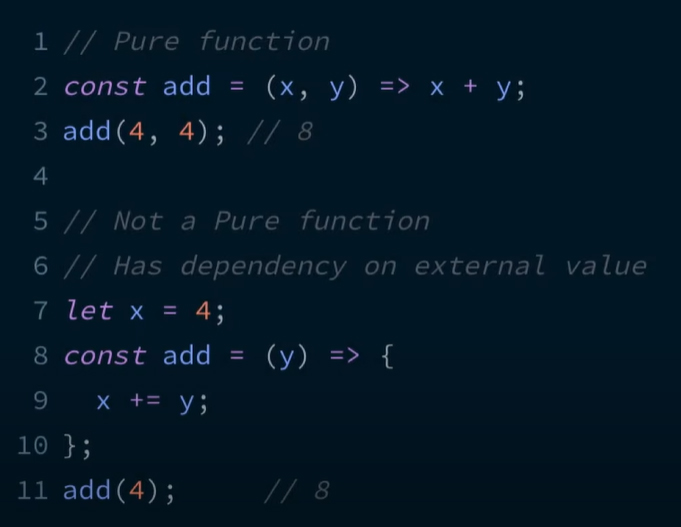 1 // Pure function
2 const add = (x, y) => x + y;
3 add(4, 4); // 8
4
5 // Not a Pure function
6 // Has dependency on external value
7 let x = 4;
8 const add = (y) => {
9   x += y;
10 };
11 add(4);     // 8